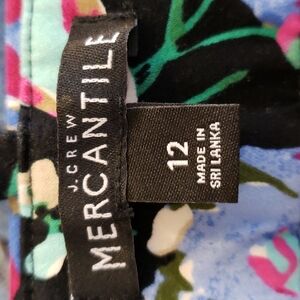 J.CREW
MERCANTILE
12
MADE IN
SRI LANKA